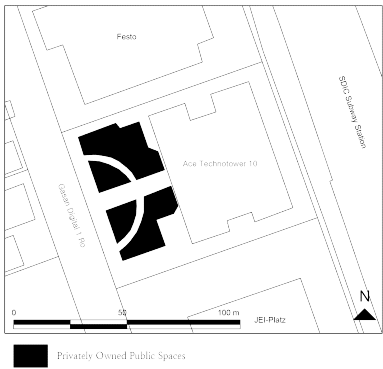 Festo
SDIC Subway Station
Ace Technotower 10
Gasan Digital 1 Ro
N
0 50 100 m
JEI-Platz
Privately Owned Public Spaces